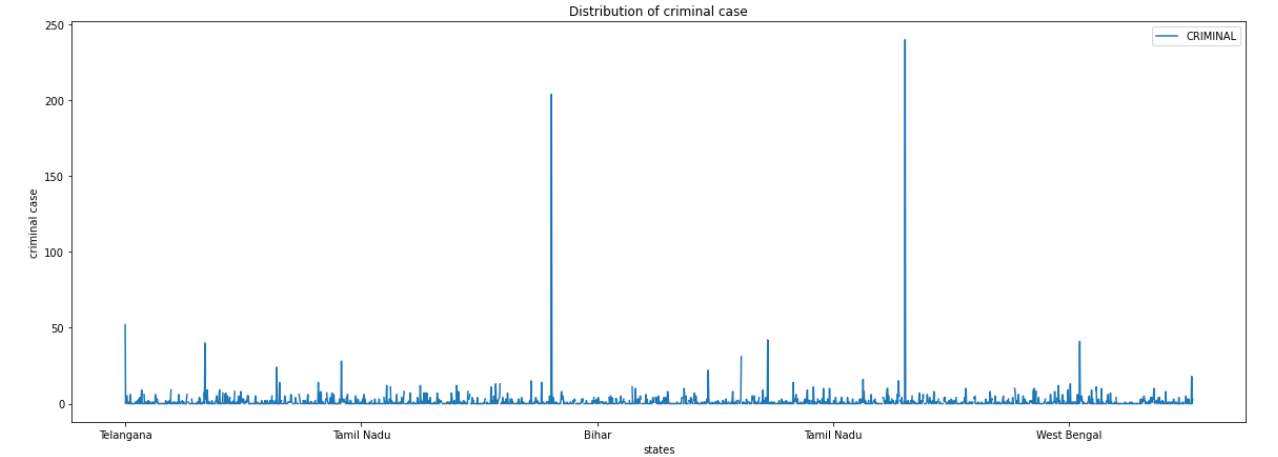 Distribution of criminal case
CRIMINAL
criminal case
250
200
150
100
50
0
Telangana Tamil Nadu Bihar Tamil Nadu West Bengal
states